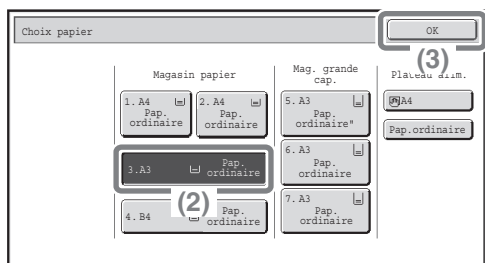 Choix papier
OK
(3)
Magasin papier
Mag. grande
cap.
Plateau alim.
1. A4
Pap.
ordinaire
2. A4
Pap.
ordinaire
5. A3
Pap.
ordinaire"
A4
Pap.ordinaire
3.A3
Pap.
ordinaire
(2)
6. A3
Pap.
ordinaire
4. B4
Pap.
ordinaire
7. A3
Pap.
ordinaire